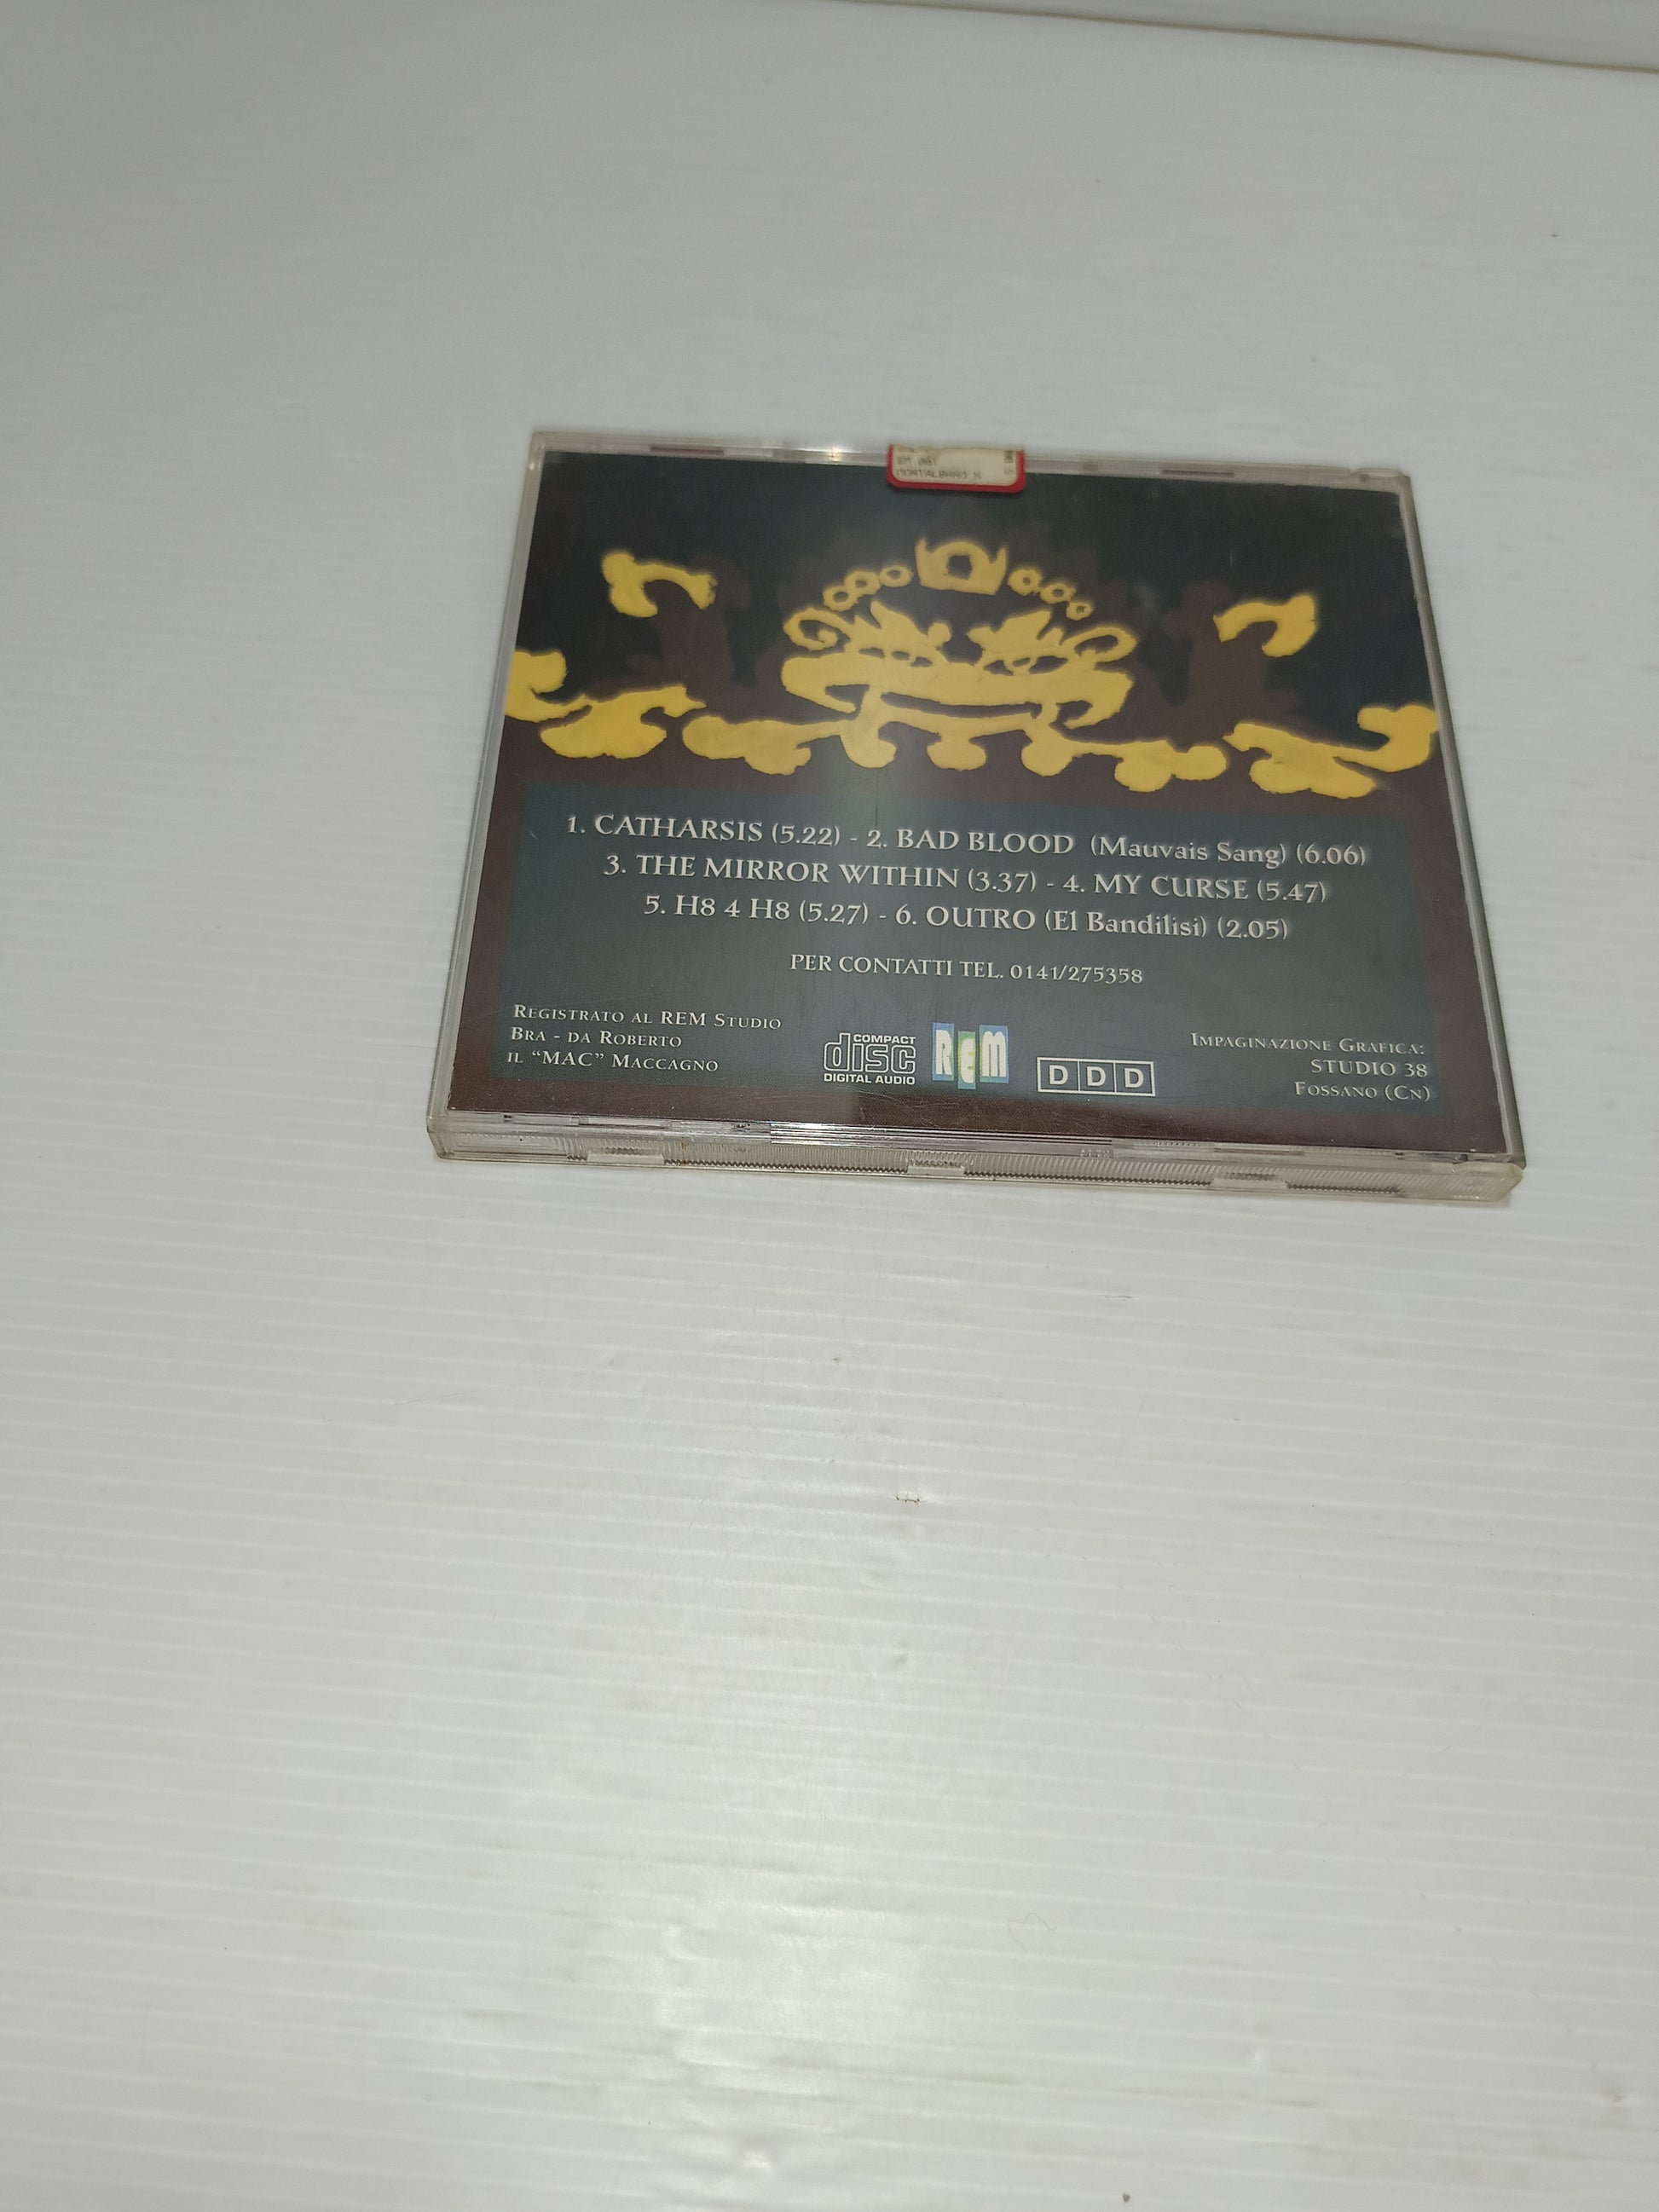 MONTALBANO M
1. CATHARSIS (5.22) - 2. BAD BLOOD (Mauvais Sang) (6.06)
3. THE MIRROR WITHIN (3.37) - 4. MY CURSE (5.47)
5. H8 4 H8 (5.27) - 6. OUTRO (El Bandilisi) (2.05)
PER CONTATTI TEL. 0141/275358
REGISTRATO AL REM STUDIO
BRA - DA ROBERTO
IL “MAC” MACCAGNO
COMPACT
disc
DIGITAL AUDIO
REM
DDD
IMPAGINAZIONE GRAFICA:
STUDIO 38
FOSSANO (CN)